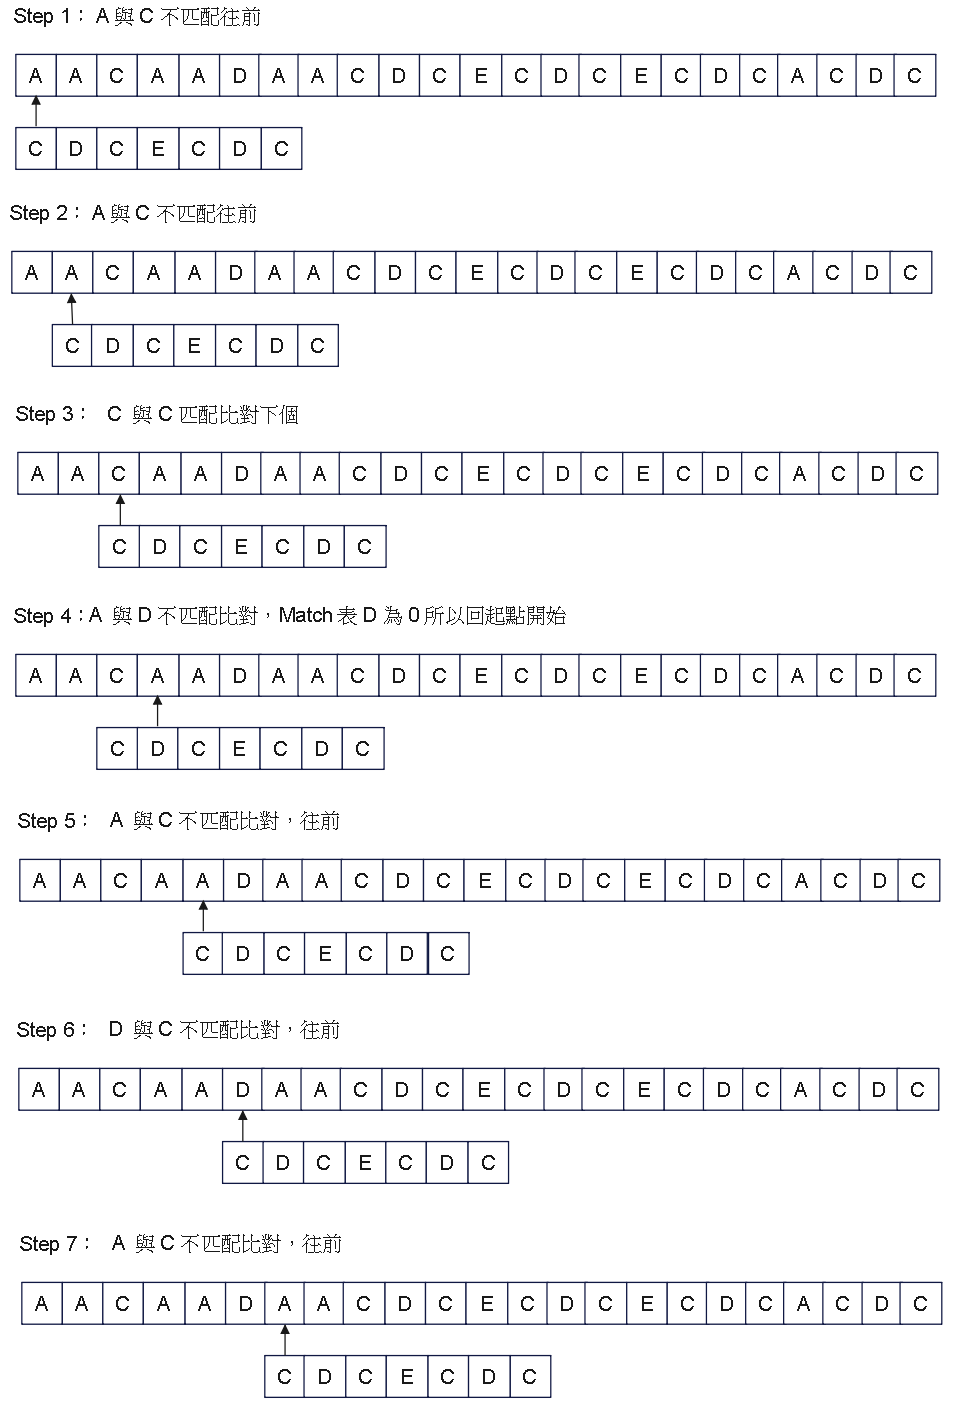 Step 1：A 與 C 不匹配往前
A A C A A D A A C D C E C D C E C D C A C D C
C D C E C D C
Step 2：A 與 C 不匹配往前
A A C A A D A A C D C E C D C E C D C A C D C
C D C E C D C
Step 3： C 與 C 匹配比對下個
A A C A A D A A C D C E C D C E C D C A C D C
C D C E C D C
Step 4：A 與 D 不匹配比對，Match 表 D 為 0 所以回起點開始
A A C A A D A A C D C E C D C E C D C A C D C
C D C E C D C
Step 5： A 與 C 不匹配比對，往前
A A C A A D A A C D C E C D C E C D C A C D C
C D C E C D C
Step 6： D 與 C 不匹配比對，往前
A A C A A D A A C D C E C D C E C D C A C D C
C D C E C D C
Step 7： A 與 C 不匹配比對，往前
A A C A A D A A C D C E C D C E C D C A C D C
C D C E C D C